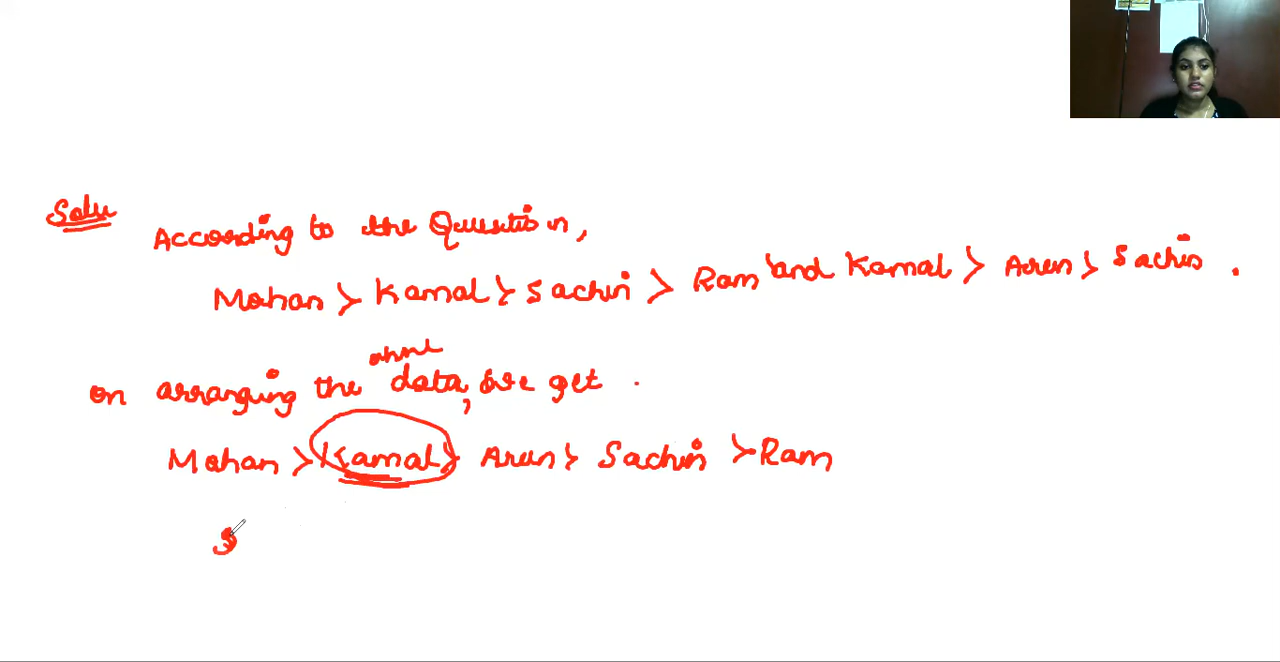 Solu
According to the Question,
Mohan > Kamal > Sachin > Ram and Kamal > Arun > Sachin.
above
on arranging the data, we get.
Mohan > Kamal > Arun > Sachin > Ram